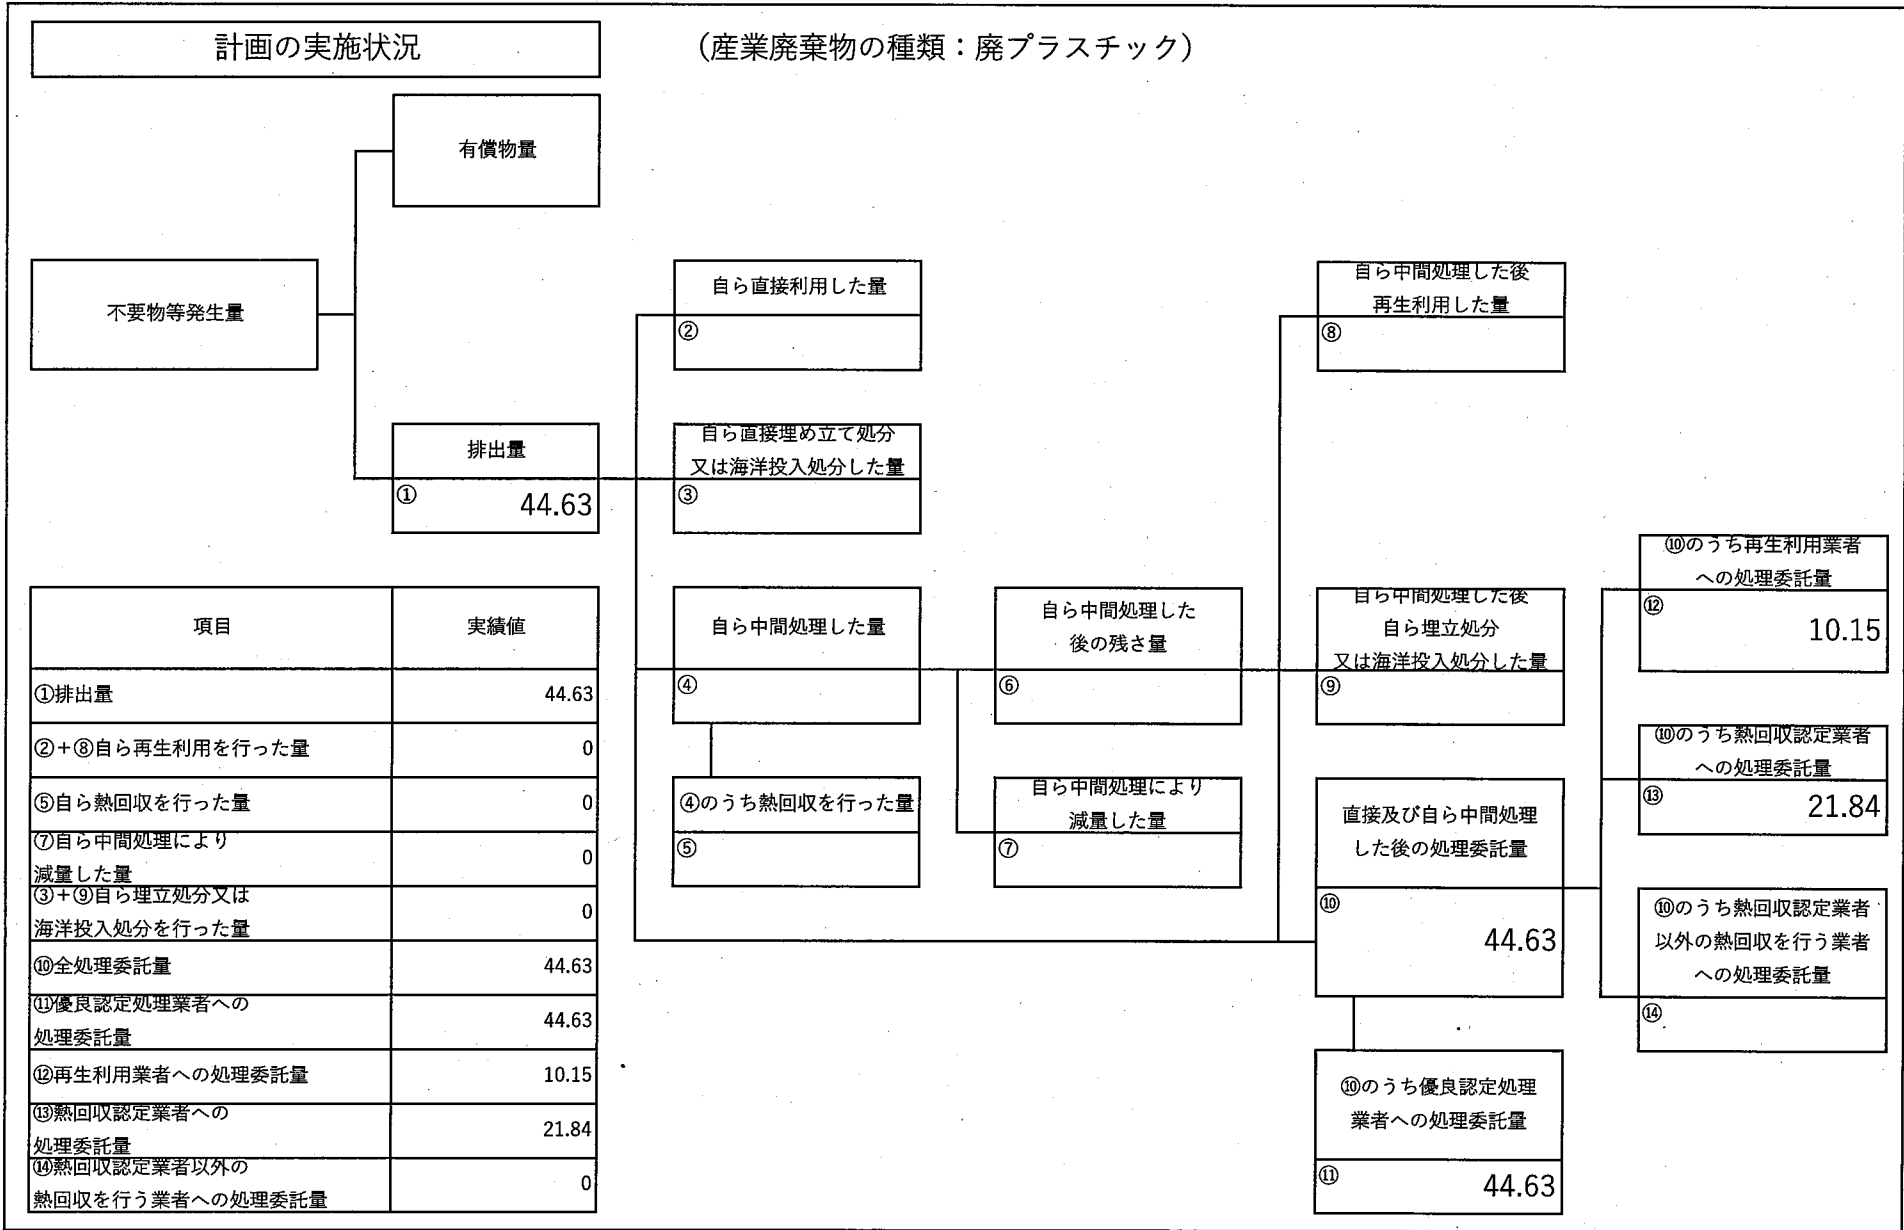 計画の実施状況
(産業廃棄物の種類：廃プラスチック)
有償物量
不要物等発生量
排出量
①
44.63
自ら直接利用した量
②
自ら直接埋め立て処分
又は海洋投入処分した量
③
自ら中間処理した量
④
④のうち熱回収を行った量
⑤
自ら中間処理した
後の残さ量
⑥
自ら中間処理により
減量した量
⑦
自ら中間処理した後
再生利用した量
⑧
自ら中間処理した後
自ら埋立処分
又は海洋投入処分した量
⑨
直接及び自ら中間処理
した後の処理委託量
⑩
44.63
⑩のうち優良認定処理
業者への処理委託量
⑪
44.63
⑩のうち再生利用業者
への処理委託量
⑫
10.15
⑩のうち熱回収認定業者
への処理委託量
⑬
21.84
⑩のうち熱回収認定業者
以外の熱回収を行う業者
への処理委託量
⑭
項目 実績値
①排出量 44.63
②+⑧自ら再生利用を行った量 0
⑤自ら熱回収を行った量 0
⑦自ら中間処理により
減量した量 0
③+⑨自ら埋立処分又は
海洋投入処分を行った量 0
⑩全処理委託量 44.63
⑪優良認定処理業者への
処理委託量 44.63
⑫再生利用業者への処理委託量 10.15
⑬熱回収認定業者への
処理委託量 21.84
⑭熱回収認定業者以外の
熱回収を行う業者への処理委託量 0